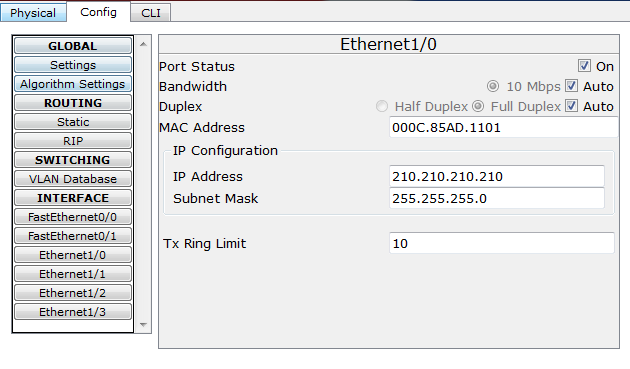 Physical Config CLI
GLOBAL
Settings
Algorithm Settings
ROUTING
Static
RIP
SWITCHING
VLAN Database
INTERFACE
FastEthernet0/0
FastEthernet0/1
Ethernet1/0
Ethernet1/1
Ethernet1/2
Ethernet1/3
Ethernet1/0
Port Status On
Bandwidth 10 Mbps Auto
Duplex Half Duplex Full Duplex Auto
MAC Address 000C.85AD.1101
IP Configuration
IP Address 210.210.210.210
Subnet Mask 255.255.255.0
Tx Ring Limit 10